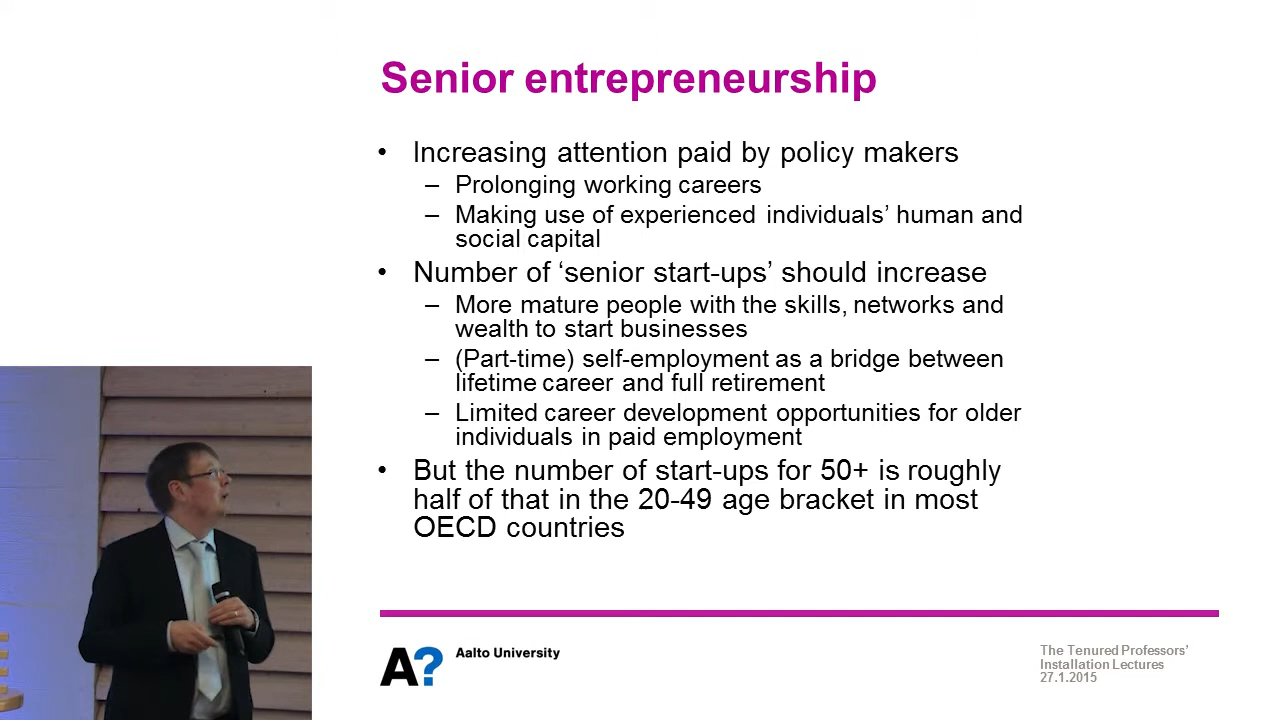 Senior entrepreneurship
• Increasing attention paid by policy makers
– Prolonging working careers
– Making use of experienced individuals’ human and
social capital
• Number of ‘senior start-ups’ should increase
– More mature people with the skills, networks and
wealth to start businesses
– (Part-time) self-employment as a bridge between
lifetime career and full retirement
– Limited career development opportunities for older
individuals in paid employment
• But the number of start-ups for 50+ is roughly
half of that in the 20-49 age bracket in most
OECD countries
A? Aalto University
The Tenured Professors’
Installation Lectures
27.1.2015